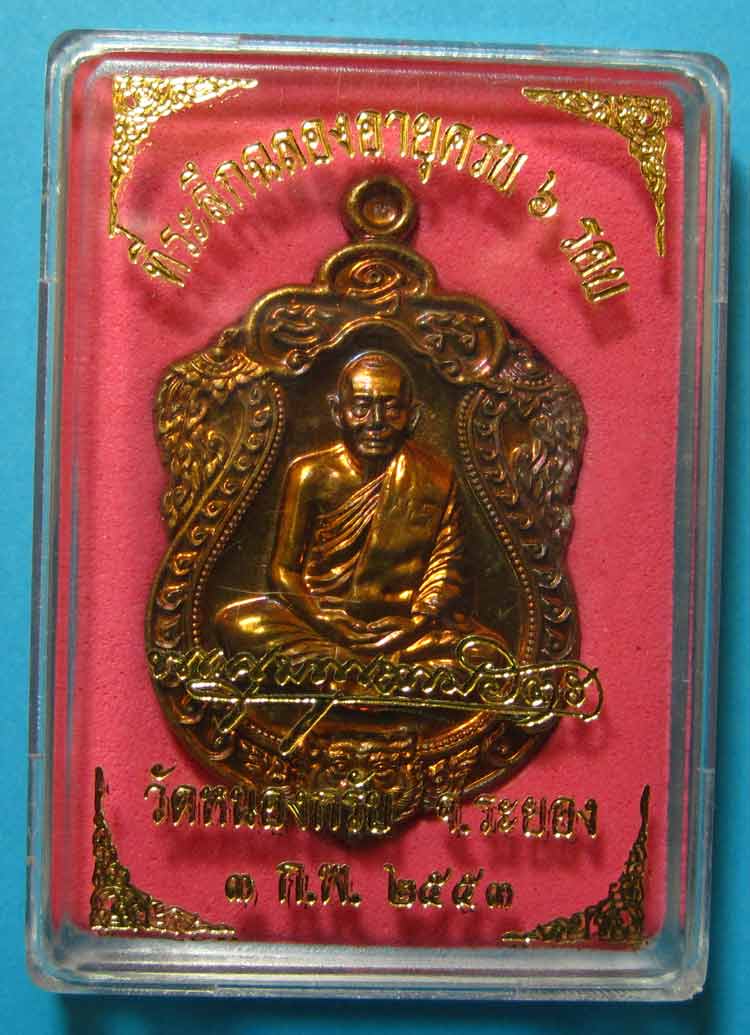 ที่ระลึกฉลองอายุครบ ๖ รอบ
วัดหนองกรับ จ.ระยอง
๓ ก.พ. ๒๕๕๓